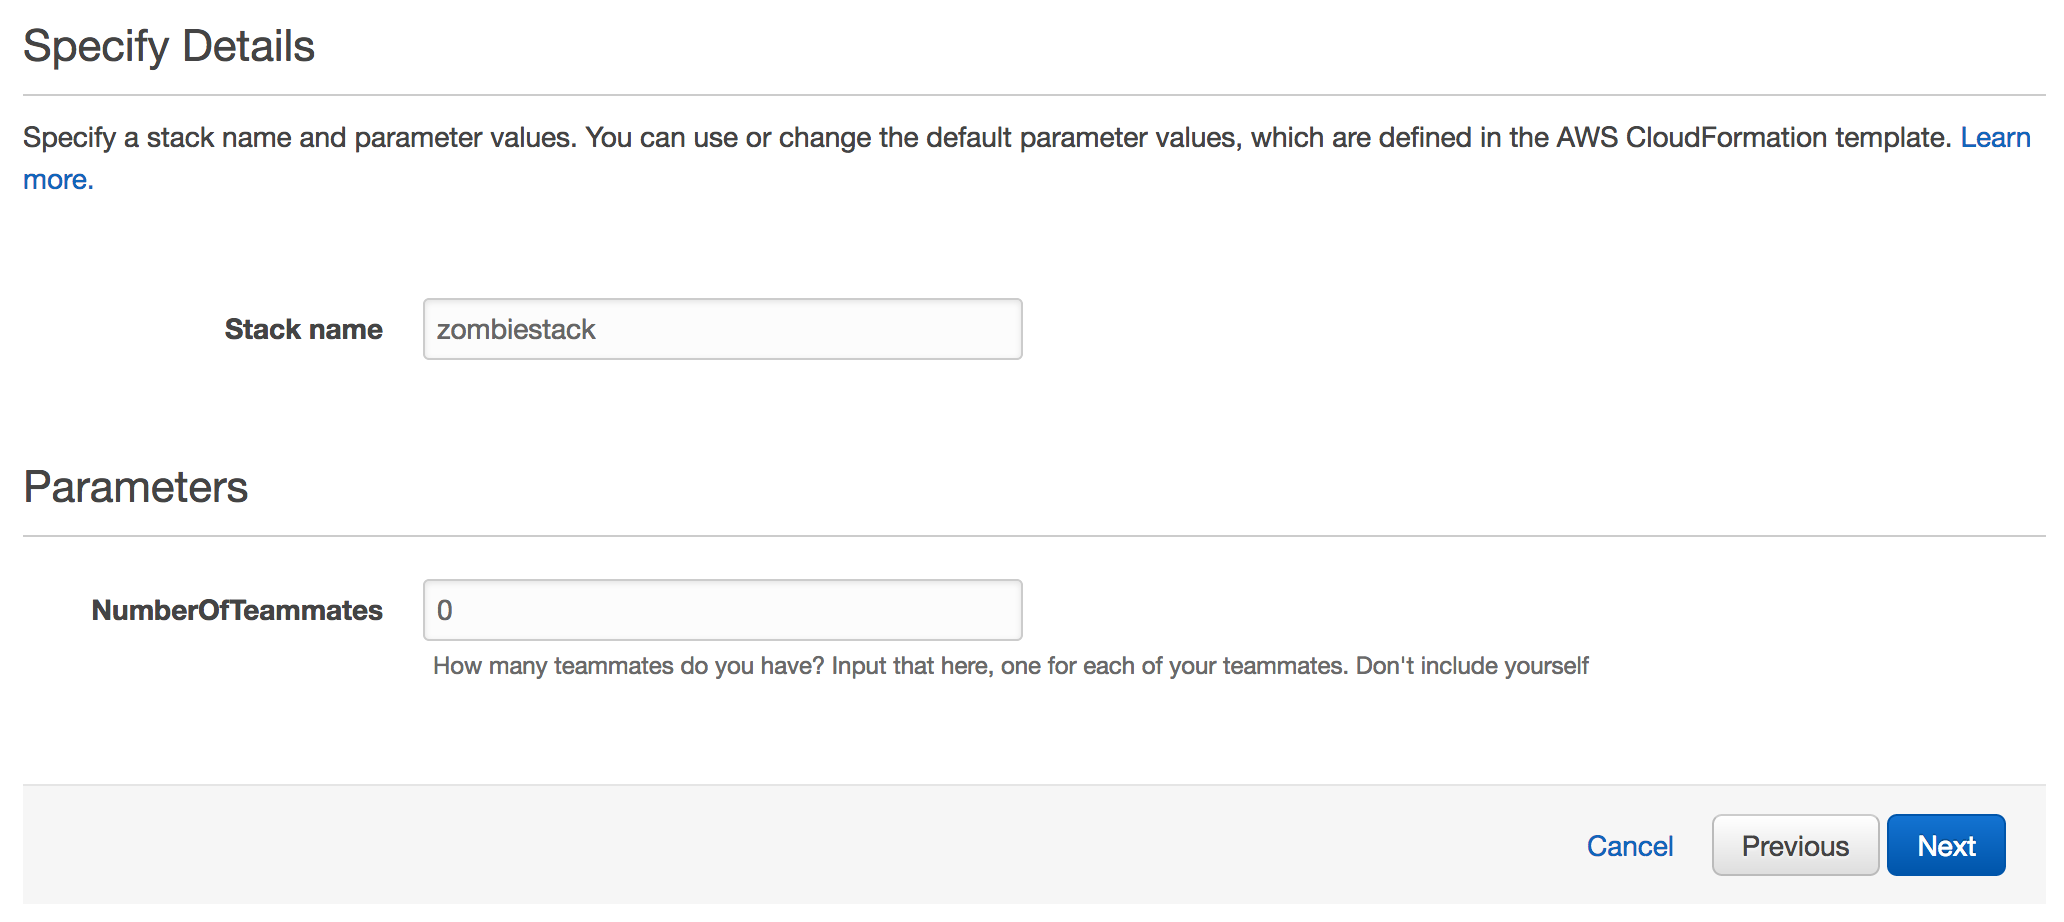 Specify Details
Specify a stack name and parameter values. You can use or change the default parameter values, which are defined in the AWS CloudFormation template. Learn
more.
Stack name
zombiestack
Parameters
NumberOfTeammates
0
How many teammates do you have? Input that here, one for each of your teammates. Don't include yourself
Cancel
Previous
Next